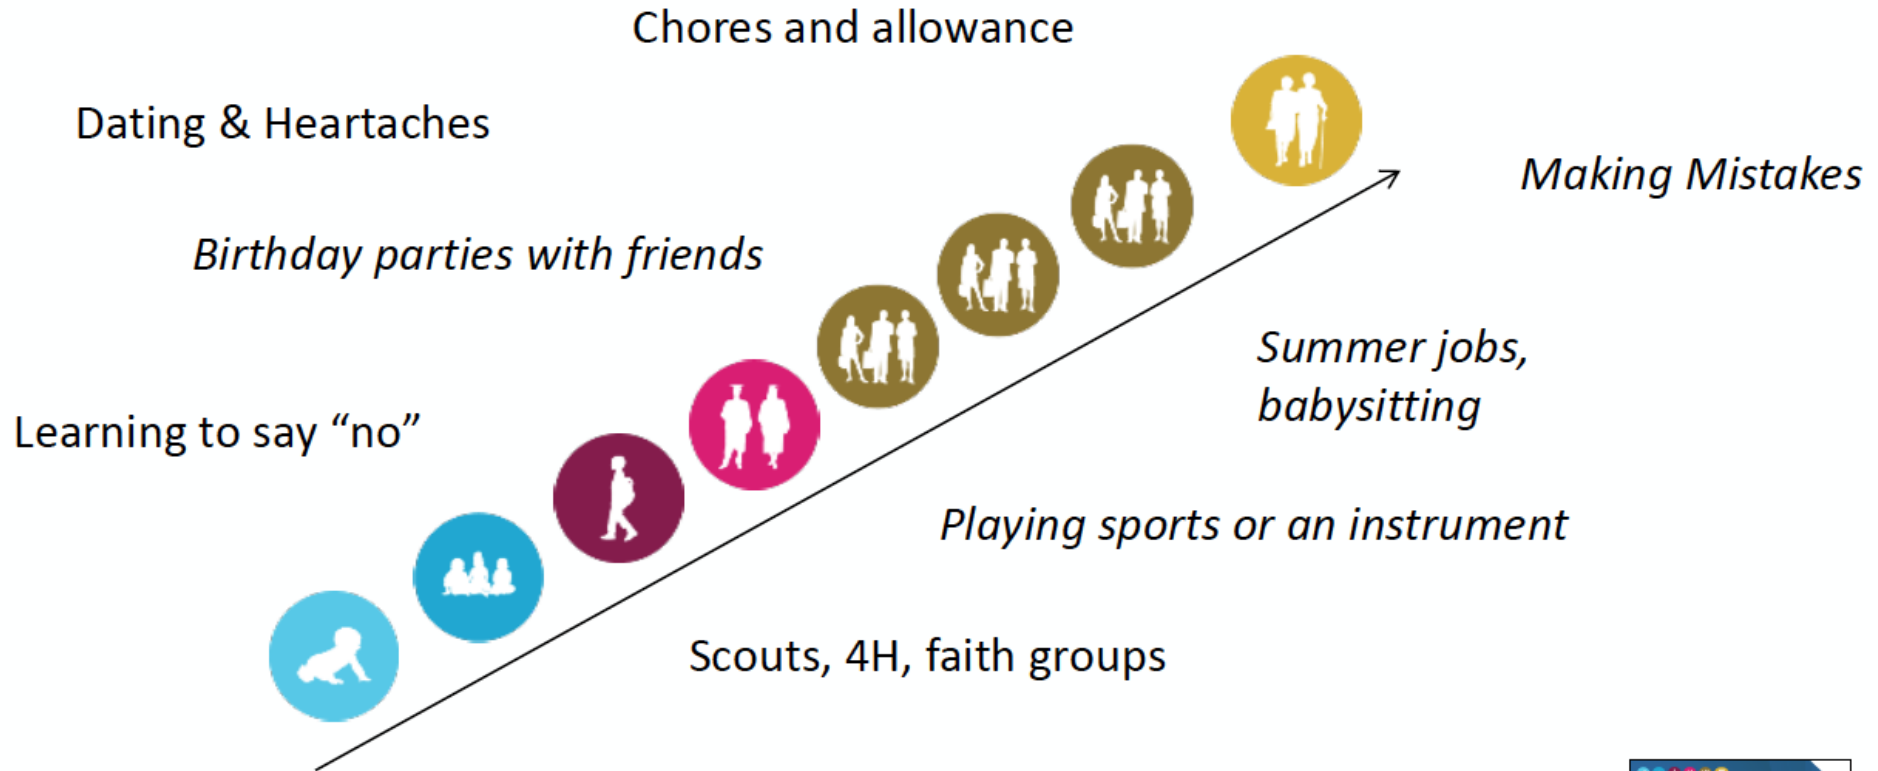 Chores and allowance
Dating & Heartaches
Making Mistakes
Birthday parties with friends
Summer jobs,
babysitting
Learning to say “no”
Playing sports or an instrument
Scouts, 4H, faith groups